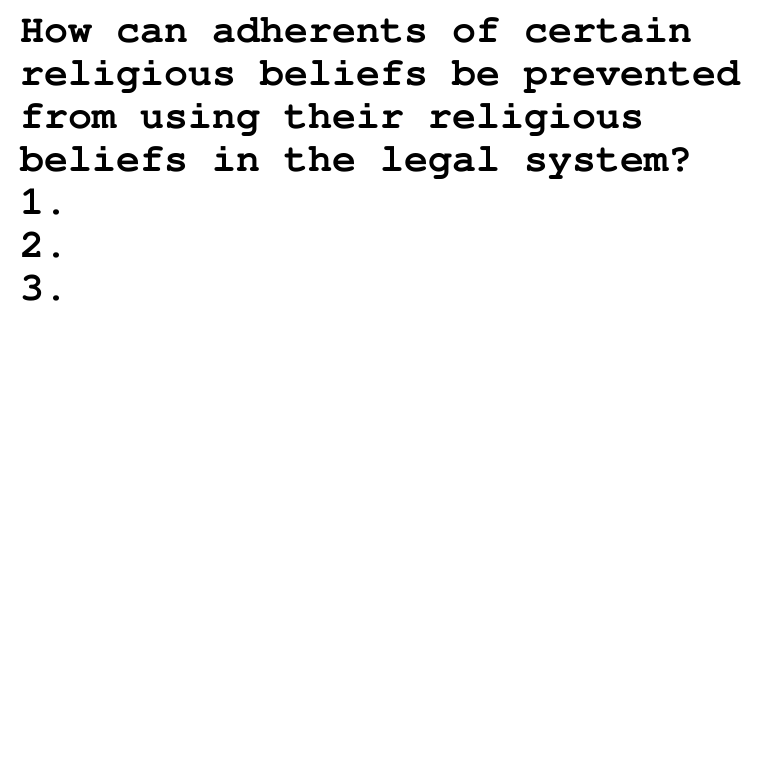 How can adherents of certain
religious beliefs be prevented
from using their religious
beliefs in the legal system?
1.
2.
3.